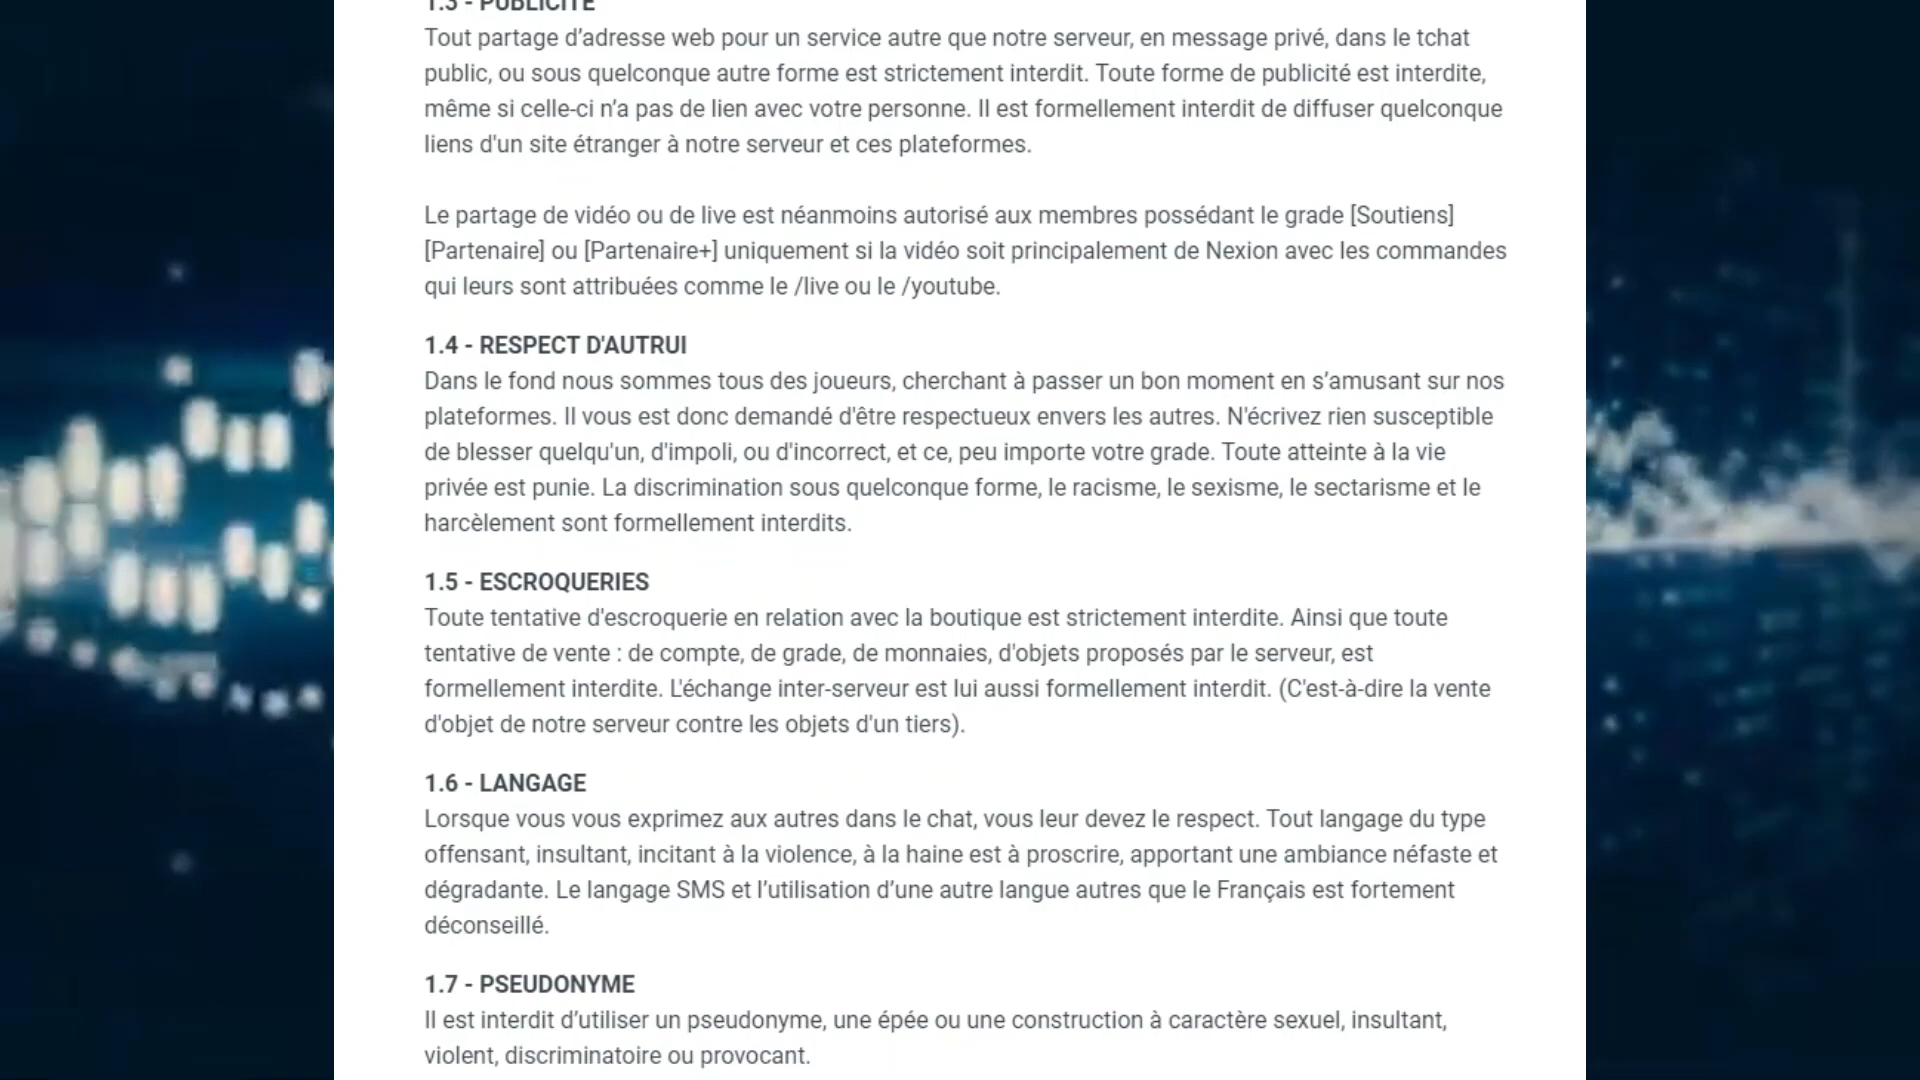 1.3 - PUBLICITÉ
Tout partage d’adresse web pour un service autre que notre serveur, en message privé, dans le tchat
public, ou sous quelconque autre forme est strictement interdit. Toute forme de publicité est interdite,
même si celle-ci n’a pas de lien avec votre personne. Il est formellement interdit de diffuser quelconque
liens d'un site étranger à notre serveur et ces plateformes.
Le partage de vidéo ou de live est néanmoins autorisé aux membres possédant le grade [Soutiens]
[Partenaire] ou [Partenaire+] uniquement si la vidéo soit principalement de Nexion avec les commandes
qui leurs sont attribuées comme le /live ou le /youtube.
1.4 - RESPECT D'AUTRUI
Dans le fond nous sommes tous des joueurs, cherchant à passer un bon moment en s’amusant sur nos
plateformes. Il vous est donc demandé d'être respectueux envers les autres. N'écrivez rien susceptible
de blesser quelqu'un, d'impoli, ou d'incorrect, et ce, peu importe votre grade. Toute atteinte à la vie
privée est punie. La discrimination sous quelconque forme, le racisme, le sexisme, le sectarisme et le
harcèlement sont formellement interdits.
1.5 - ESCROQUERIES
Toute tentative d'escroquerie en relation avec la boutique est strictement interdite. Ainsi que toute
tentative de vente : de compte, de grade, de monnaies, d'objets proposés par le serveur, est
formellement interdite. L'échange inter-serveur est lui aussi formellement interdit. (C'est-à-dire la vente
d'objet de notre serveur contre les objets d'un tiers).
1.6 - LANGAGE
Lorsque vous vous exprimez aux autres dans le chat, vous leur devez le respect. Tout langage du type
offensant, insultant, incitant à la violence, à la haine est à proscrire, apportant une ambiance néfaste et
dégradante. Le langage SMS et l’utilisation d’une autre langue autres que le Français est fortement
déconseillé.
1.7 - PSEUDONYME
Il est interdit d’utiliser un pseudonyme, une épée ou une construction à caractère sexuel, insultant,
violent, discriminatoire ou provocant.